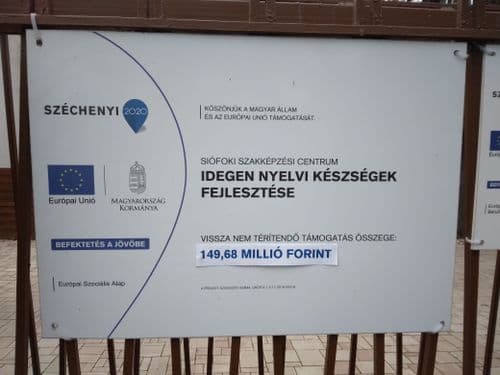 SZÉCHENYI 2020
KÖSZÖNJÜK A MAGYAR ÁLLAM
ÉS AZ EURÓPAI UNIÓ TÁMOGATÁSÁT.
SIÓFOKI SZAKKÉPZÉSI CENTRUM
IDEGEN NYELVI KÉSZSÉGEK
FEJLESZTÉSE
Európai Unió
MAGYARORSZÁG
KORMÁNYA
BEFEKTETÉS A JÖVŐBE
Európai Szociális Alap
VISSZA NEM TÉRÍTENDŐ TÁMOGATÁS ÖSSZEGE:
149,68 MILLIÓ FORINT